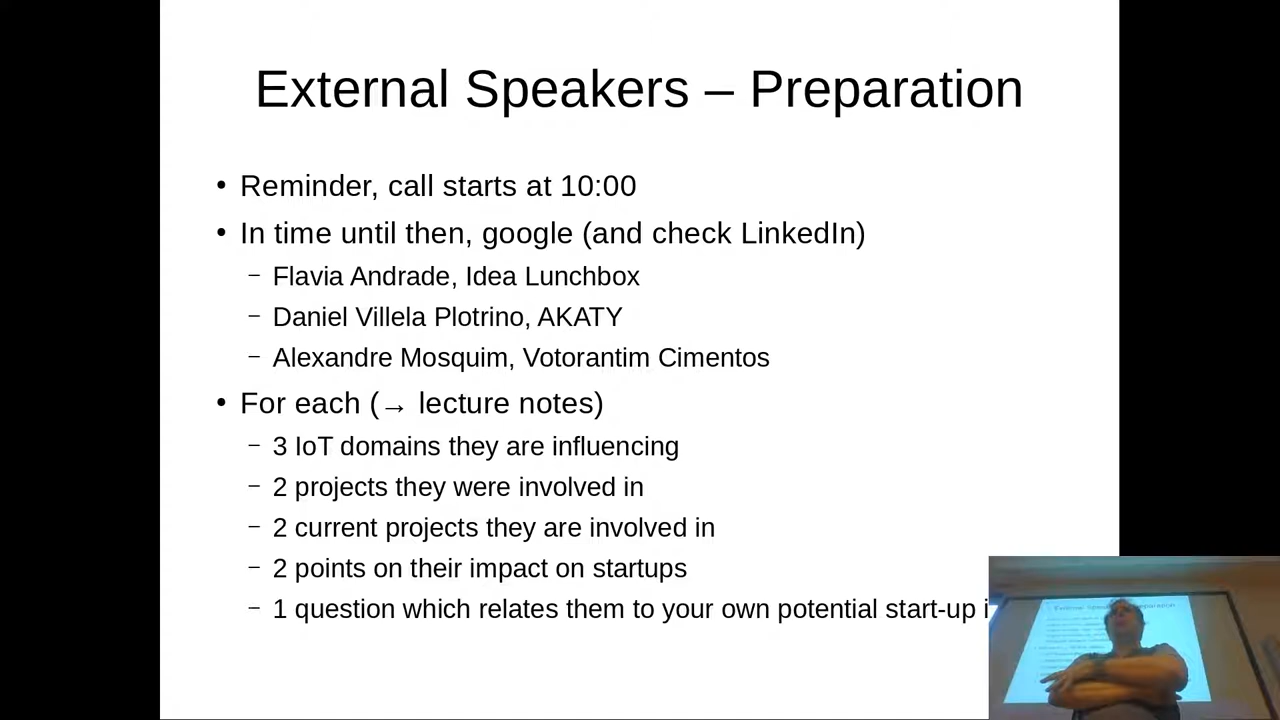 External Speakers – Preparation
• Reminder, call starts at 10:00
• In time until then, google (and check LinkedIn)
– Flavia Andrade, Idea Lunchbox
– Daniel Villela Plotrino, AKATY
– Alexandre Mosquim, Votorantim Cimentos
• For each (→ lecture notes)
– 3 IoT domains they are influencing
– 2 projects they were involved in
– 2 current projects they are involved in
– 2 points on their impact on startups
– 1 question which relates them to your own potential start-up